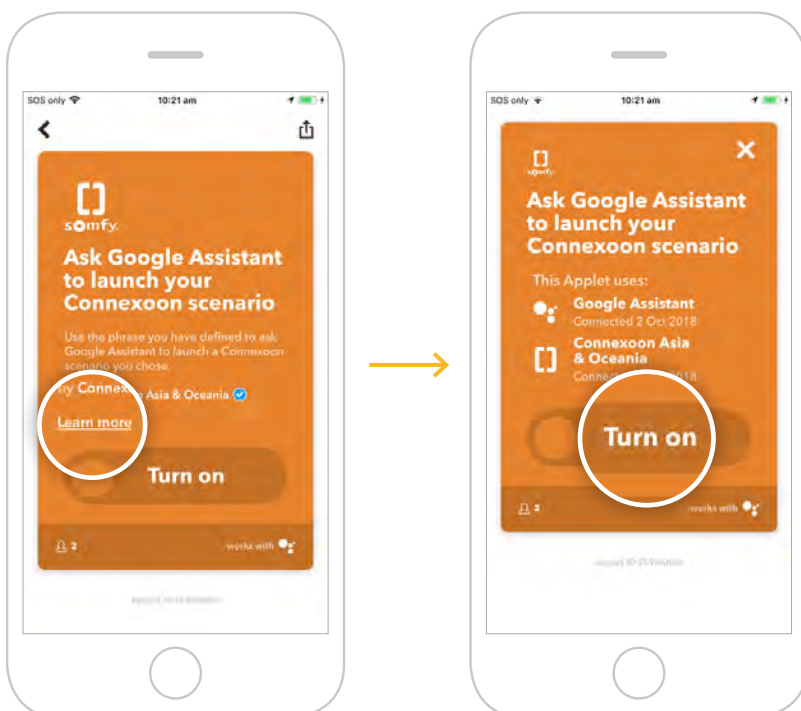 SOS only
10:21 am
somfy.
Ask Google Assistant
to launch your
Connexoon scenario
Use the phrase you have defined to ask
Google Assistant to launch a Connexoon
scenario you chose.
by Connex
Asia & Oceania
Learn more
Turn on
2
works with
SOS only
10:21 am
somfy.
Ask Google Assistant
to launch your
Connexoon scenario
This Applet uses:
Google Assistant
Connected 2 Oct 2018
Connexoon Asia
& Oceania
2018
Turn on
2
works with